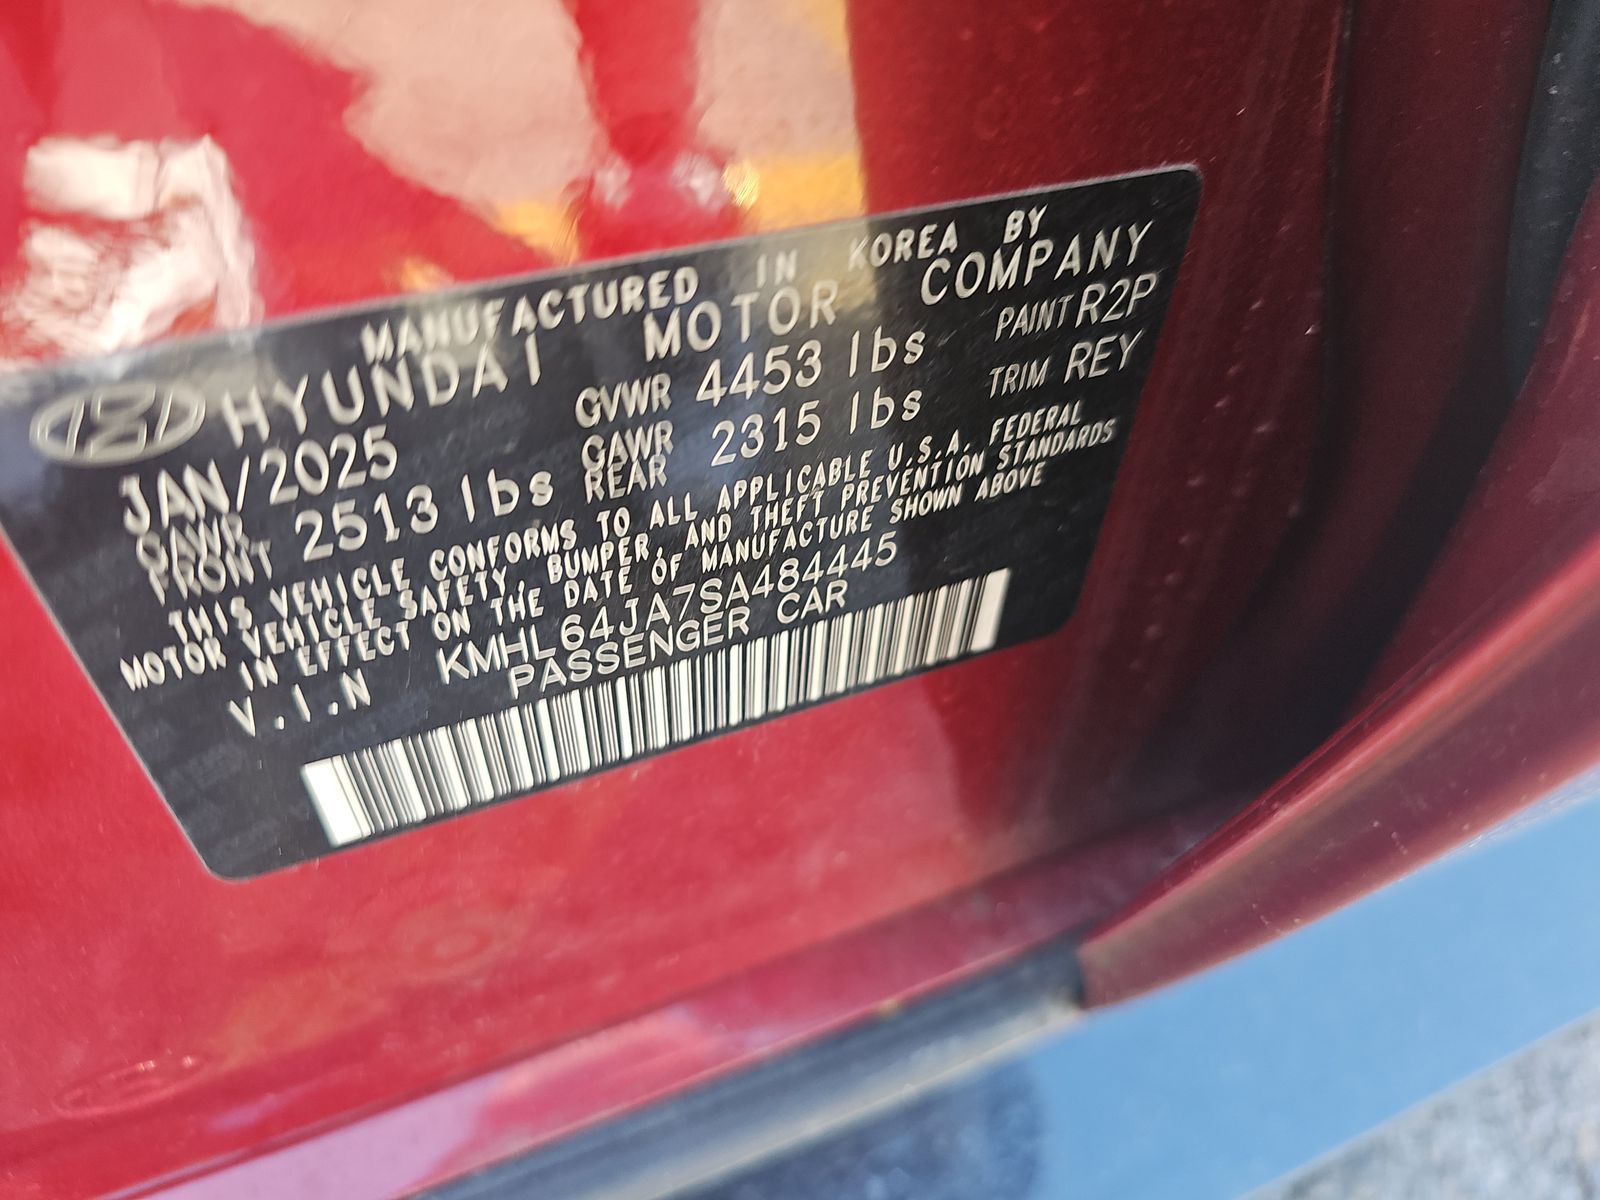 MANUFACTURED IN KOREA BY
HYUNDAI MOTOR COMPANY
JAN/2025 GVWR 4453 lbs PAINT R2P
GAWR FRONT 2513 lbs GAWR REAR 2315 lbs TRIM REY
THIS VEHICLE CONFORMS TO ALL APPLICABLE U.S.A. FEDERAL
MOTOR VEHICLE SAFETY, BUMPER, AND THEFT PREVENTION STANDARDS
IN EFFECT ON THE DATE OF MANUFACTURE SHOWN ABOVE
V.I.N KMHL64JA7SA484445
PASSENGER CAR